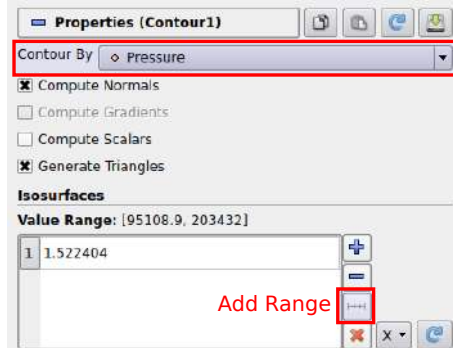 Properties (Contour1)
Contour By Pressure
Compute Normals
Compute Gradients
Compute Scalars
Generate Triangles
Isosurfaces
Value Range: [95108.9, 203432]
1 1.522404
Add Range
X